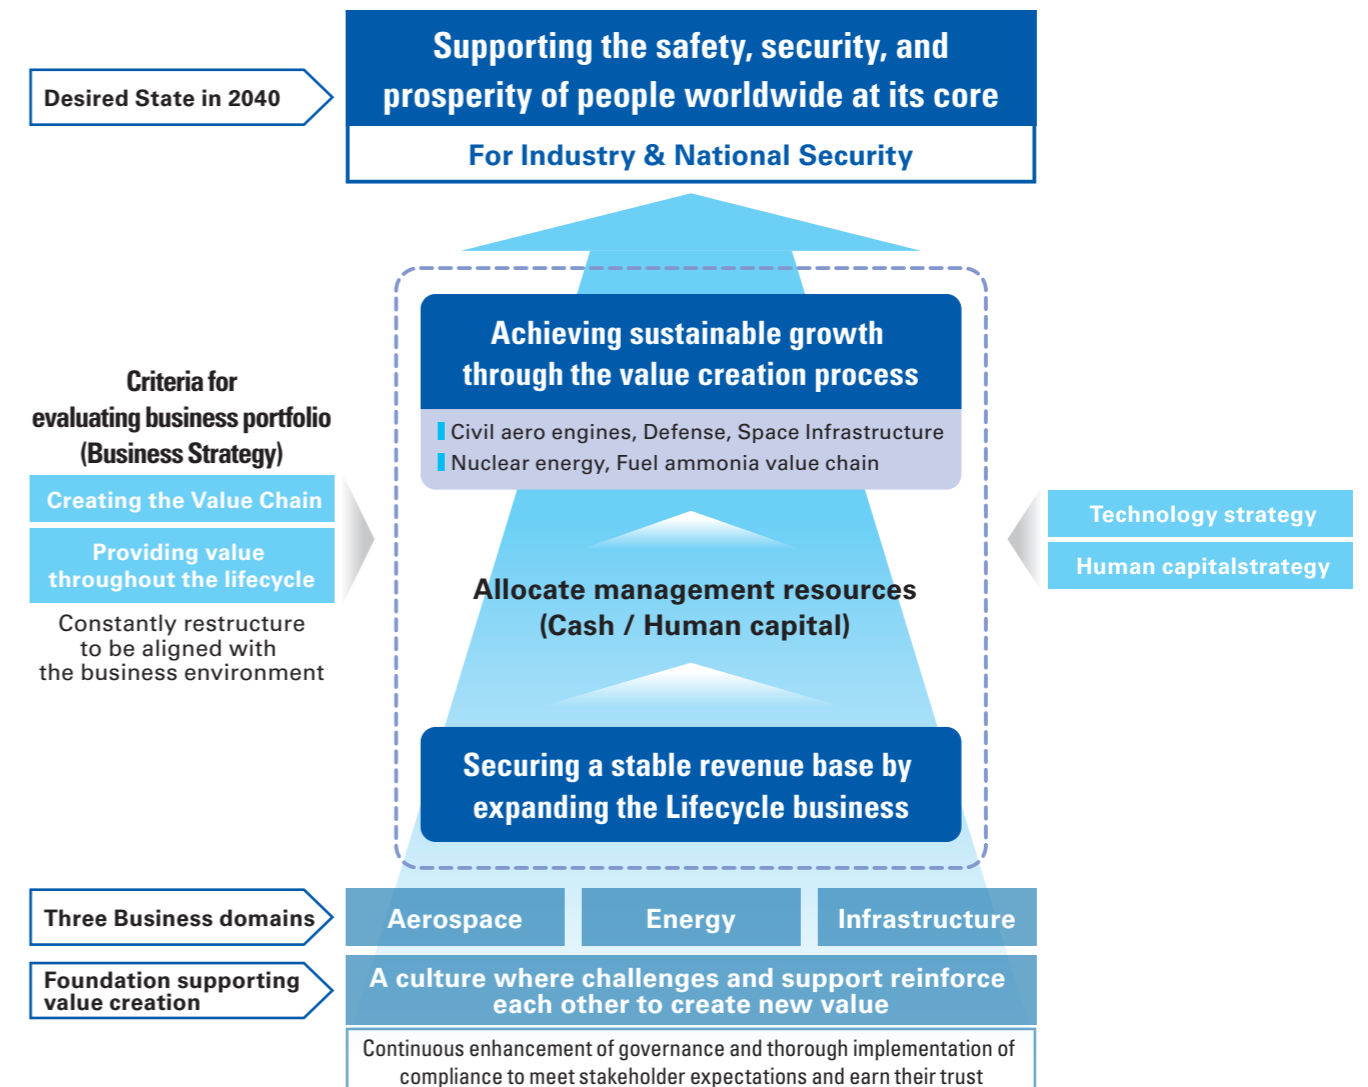 Supporting the safety, security, and
prosperity of people worldwide at its core
Desired State in 2040
For Industry & National Security
Achieving sustainable growth
through the value creation process
Civil aero engines, Defense, Space Infrastructure
Nuclear energy, Fuel ammonia value chain
Criteria for
evaluating business portfolio
(Business Strategy)
Creating the Value Chain
Providing value
throughout the lifecycle
Constantly restructure
to be aligned with
the business environment
Technology strategy
Human capitalstrategy
Allocate management resources
(Cash / Human capital)
Securing a stable revenue base by
expanding the Lifecycle business
Three Business domains
Aerospace
Energy
Infrastructure
Foundation supporting
value creation
A culture where challenges and support reinforce
each other to create new value
Continuous enhancement of governance and thorough implementation of
compliance to meet stakeholder expectations and earn their trust